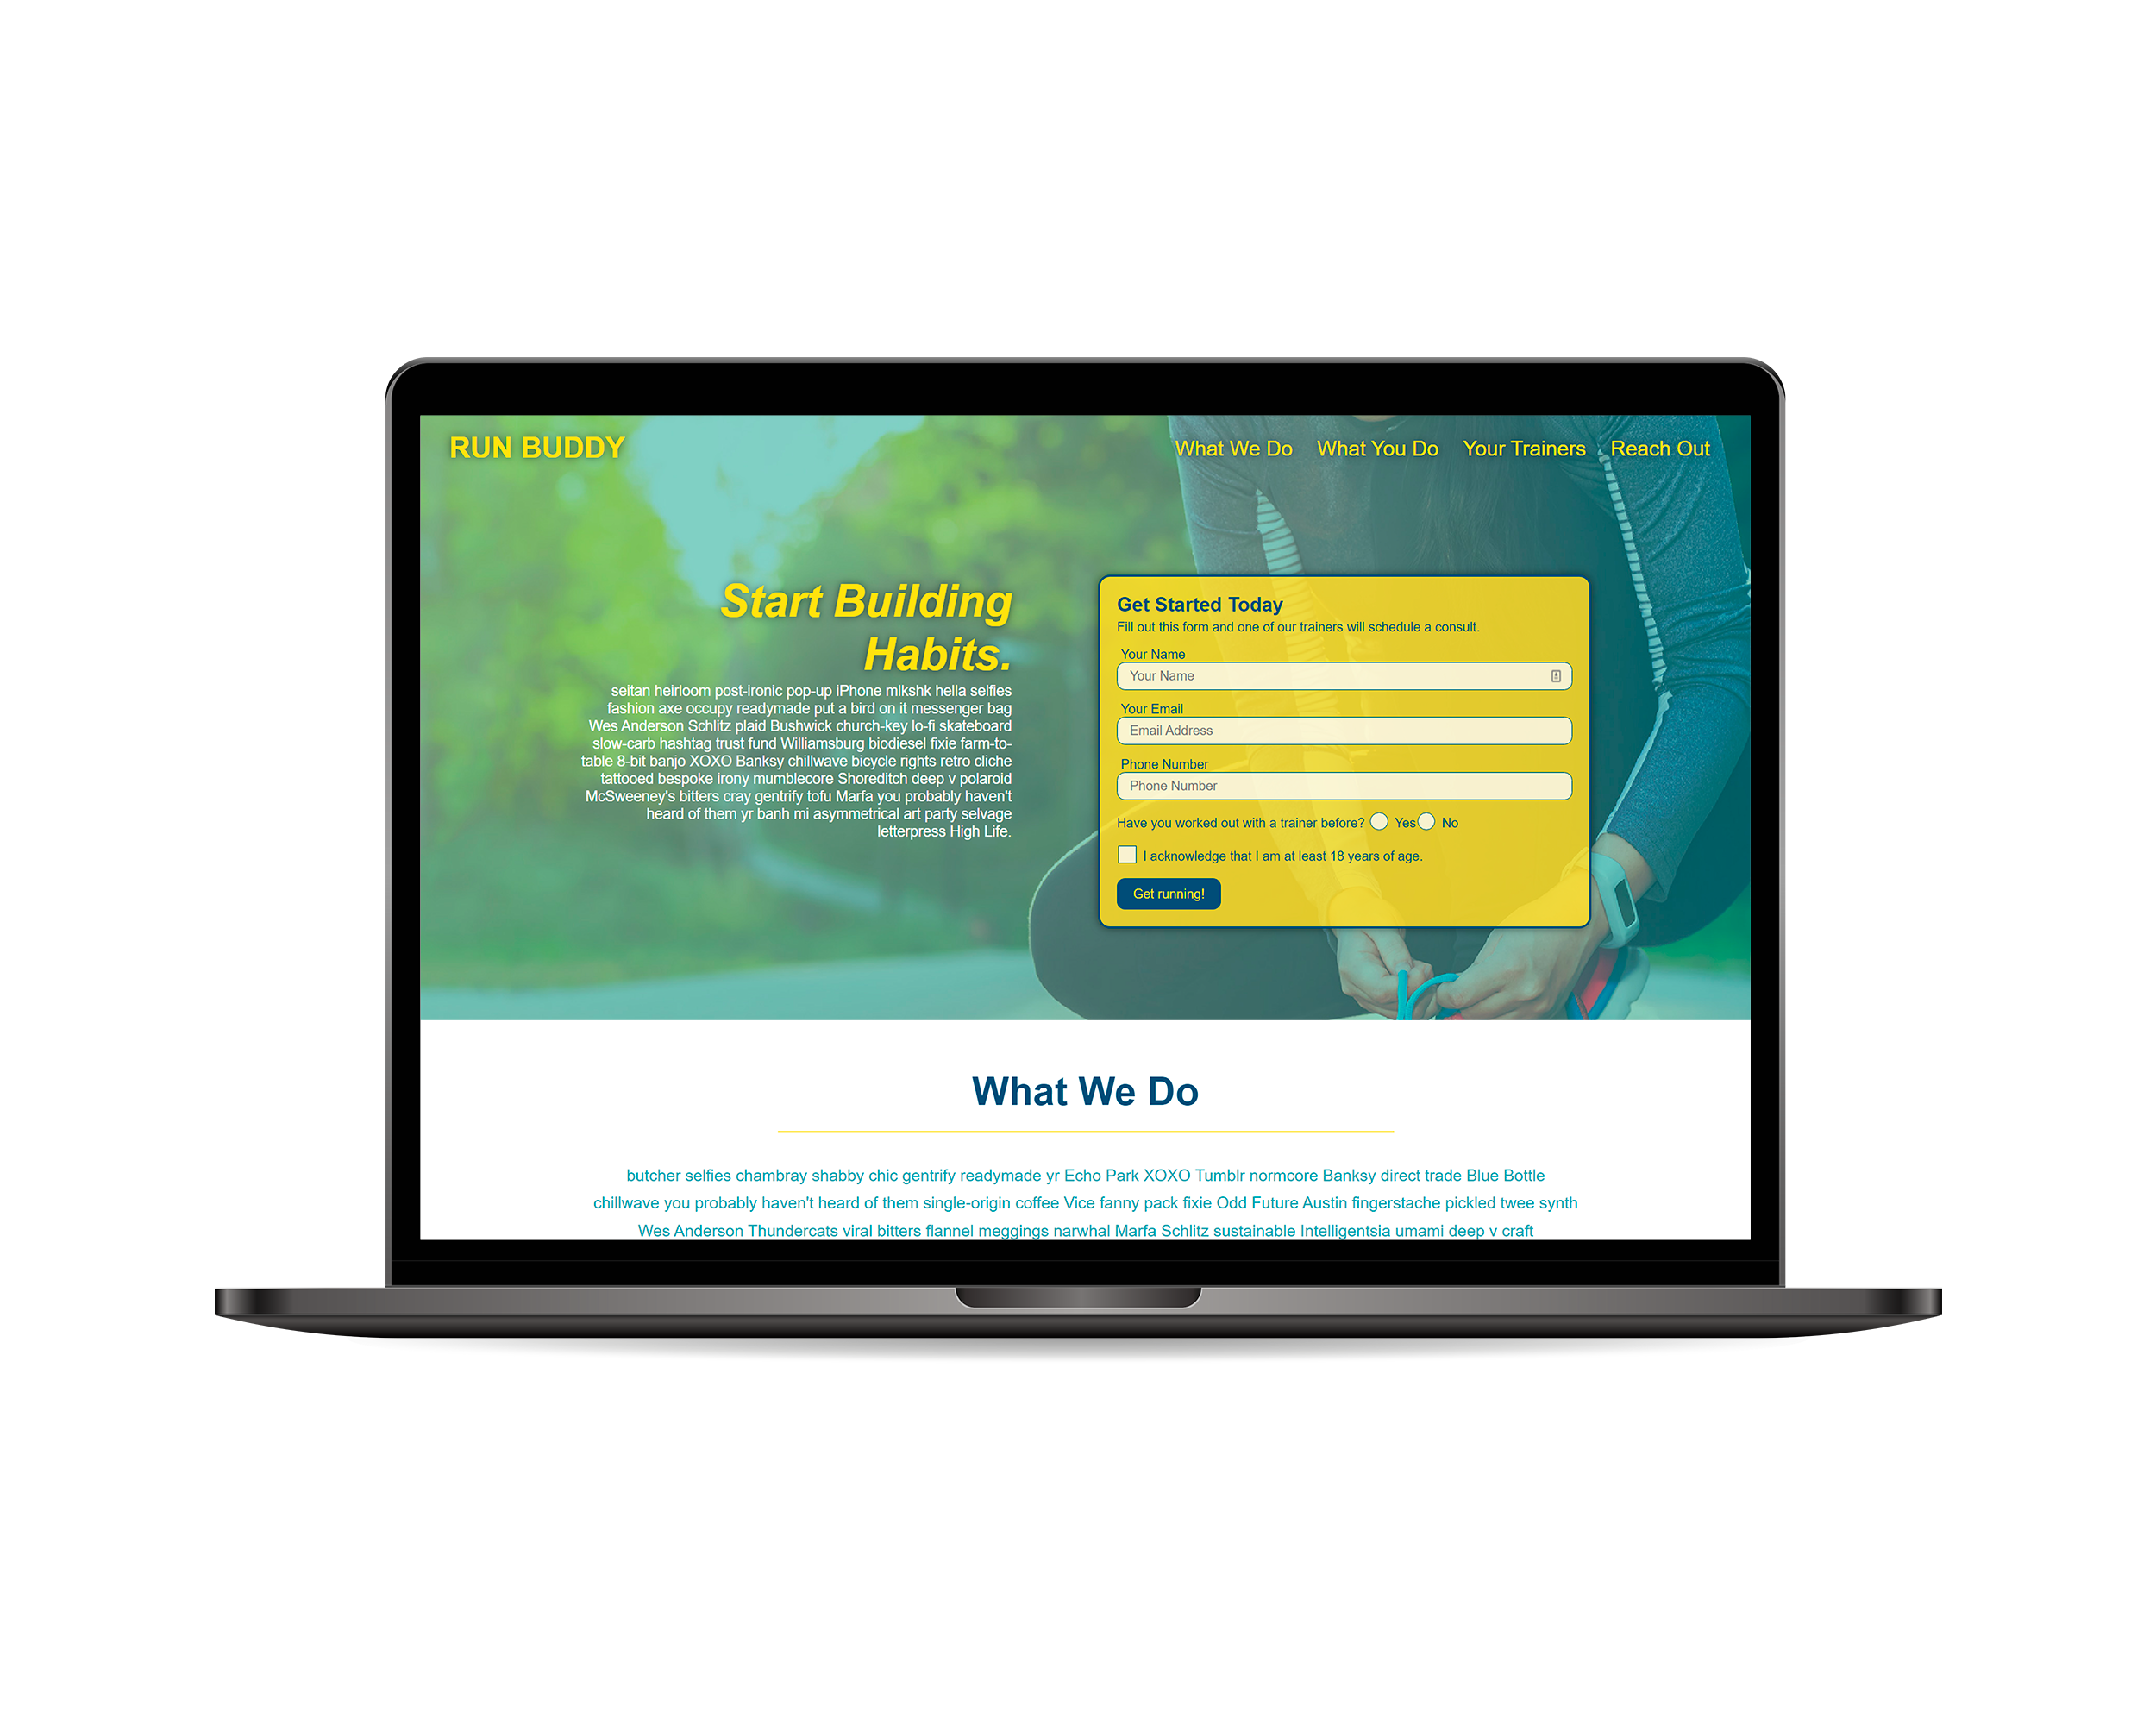 RUN BUDDY
What We Do What You Do Your Trainers Reach Out
Start Building
Habits.
seitan heirloom post-ironic pop-up iPhone mlkshk hella selfies
fashion axe occupy readymade put a bird on it messenger bag
Wes Anderson Schlitz plaid Bushwick church-key lo-fi skateboard
slow-carb hashtag trust fund Williamsburg biodiesel fixie farm-to-
table 8-bit banjo XOXO Banksy chillwave bicycle rights retro cliche
tattooed bespoke irony mumblecore Shoreditch deep v polaroid
McSweeney's bitters cray gentrify tofu Marfa you probably haven't
heard of them yr banh mi asymmetrical art party selvage
letterpress High Life.
Get Started Today
Fill out this form and one of our trainers will schedule a consult.
Your Name
Your Name
Your Email
Email Address
Phone Number
Phone Number
Have you worked out with a trainer before? Yes No
I acknowledge that I am at least 18 years of age.
Get running!
What We Do
butcher selfies chambray shabby chic gentrify readymade yr Echo Park XOXO Tumblr normcore Banksy direct trade Blue Bottle
chillwave you probably haven't heard of them single-origin coffee Vice fanny pack fixie Odd Future Austin fingerstache pickled twee synth
Wes Anderson Thundercats viral bitters flannel meggings narwhal Marfa Schlitz sustainable Intelligentsia umami deep v craft